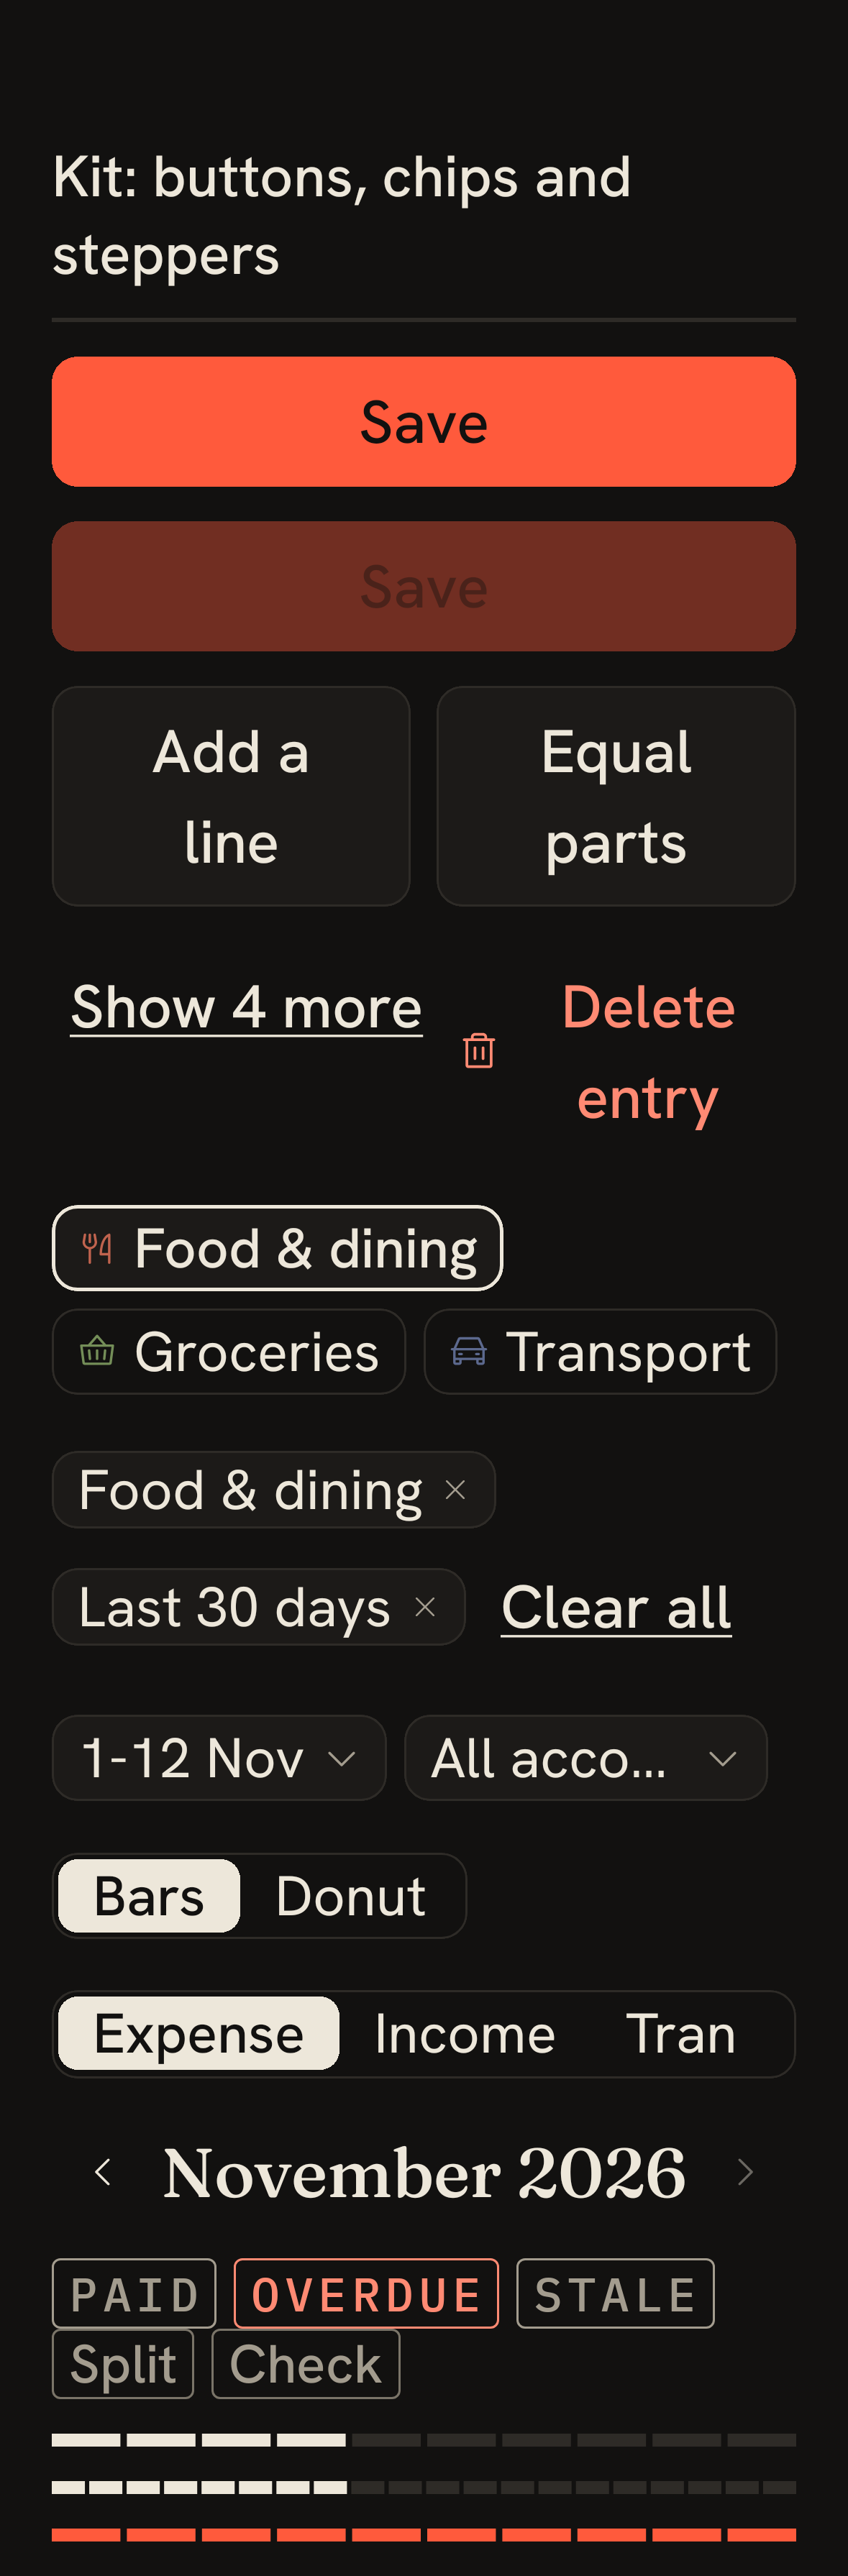 Kit: buttons, chips and
steppers
Save
Save
Add a
line
Equal
parts
Show 4 more
Delete
entry
Food & dining
Groceries
Transport
Food & dining
Last 30 days
Clear all
1-12 Nov
All acco...
Bars
Donut
Expense
Income
Tran
November 2026
PAID
OVERDUE
STALE
Split
Check